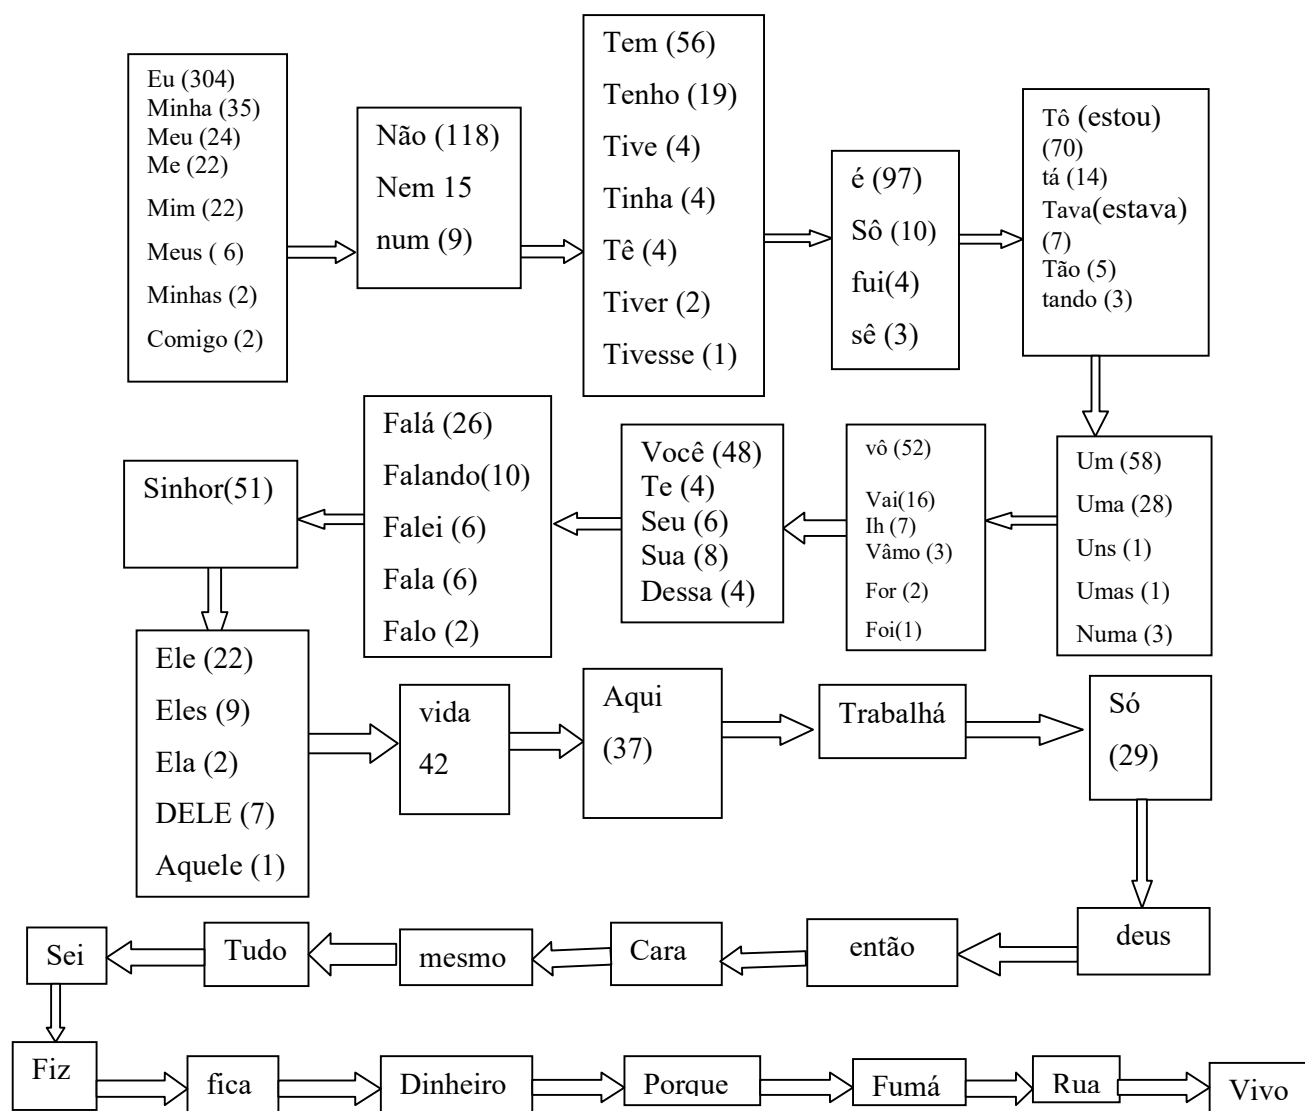 Eu (304)
Minha (35)
Meu (24)
Me (22)
Mim (22)
Meus ( 6)
Minhas (2)
Comigo (2)
Não (118)
Nem 15
num (9)
Tem (56)
Tenho (19)
Tive (4)
Tinha (4)
Tê (4)
Tiver (2)
Tivesse (1)
é (97)
Sô (10)
fui(4)
sê (3)
Tô (estou)
(70)
tá (14)
Tava(estava)
(7)
Tão (5)
tando (3)
Um (58)
Uma (28)
Uns (1)
Umas (1)
Numa (3)
vô (52)
Vai(16)
Ih (7)
Vâmo (3)
For (2)
Foi(1)
Você (48)
Te (4)
Seu (6)
Sua (8)
Dessa (4)
Falá (26)
Falando(10)
Falei (6)
Fala (6)
Falo (2)
Sinhor(51)
Ele (22)
Eles (9)
Ela (2)
DELE (7)
Aquele (1)
vida
42
Aqui
(37)
Trabalhá
Só
(29)
deus
então
Cara
mesmo
Tudo
Sei
Fiz
fica
Dinheiro
Porque
Fumá
Rua
Vivo